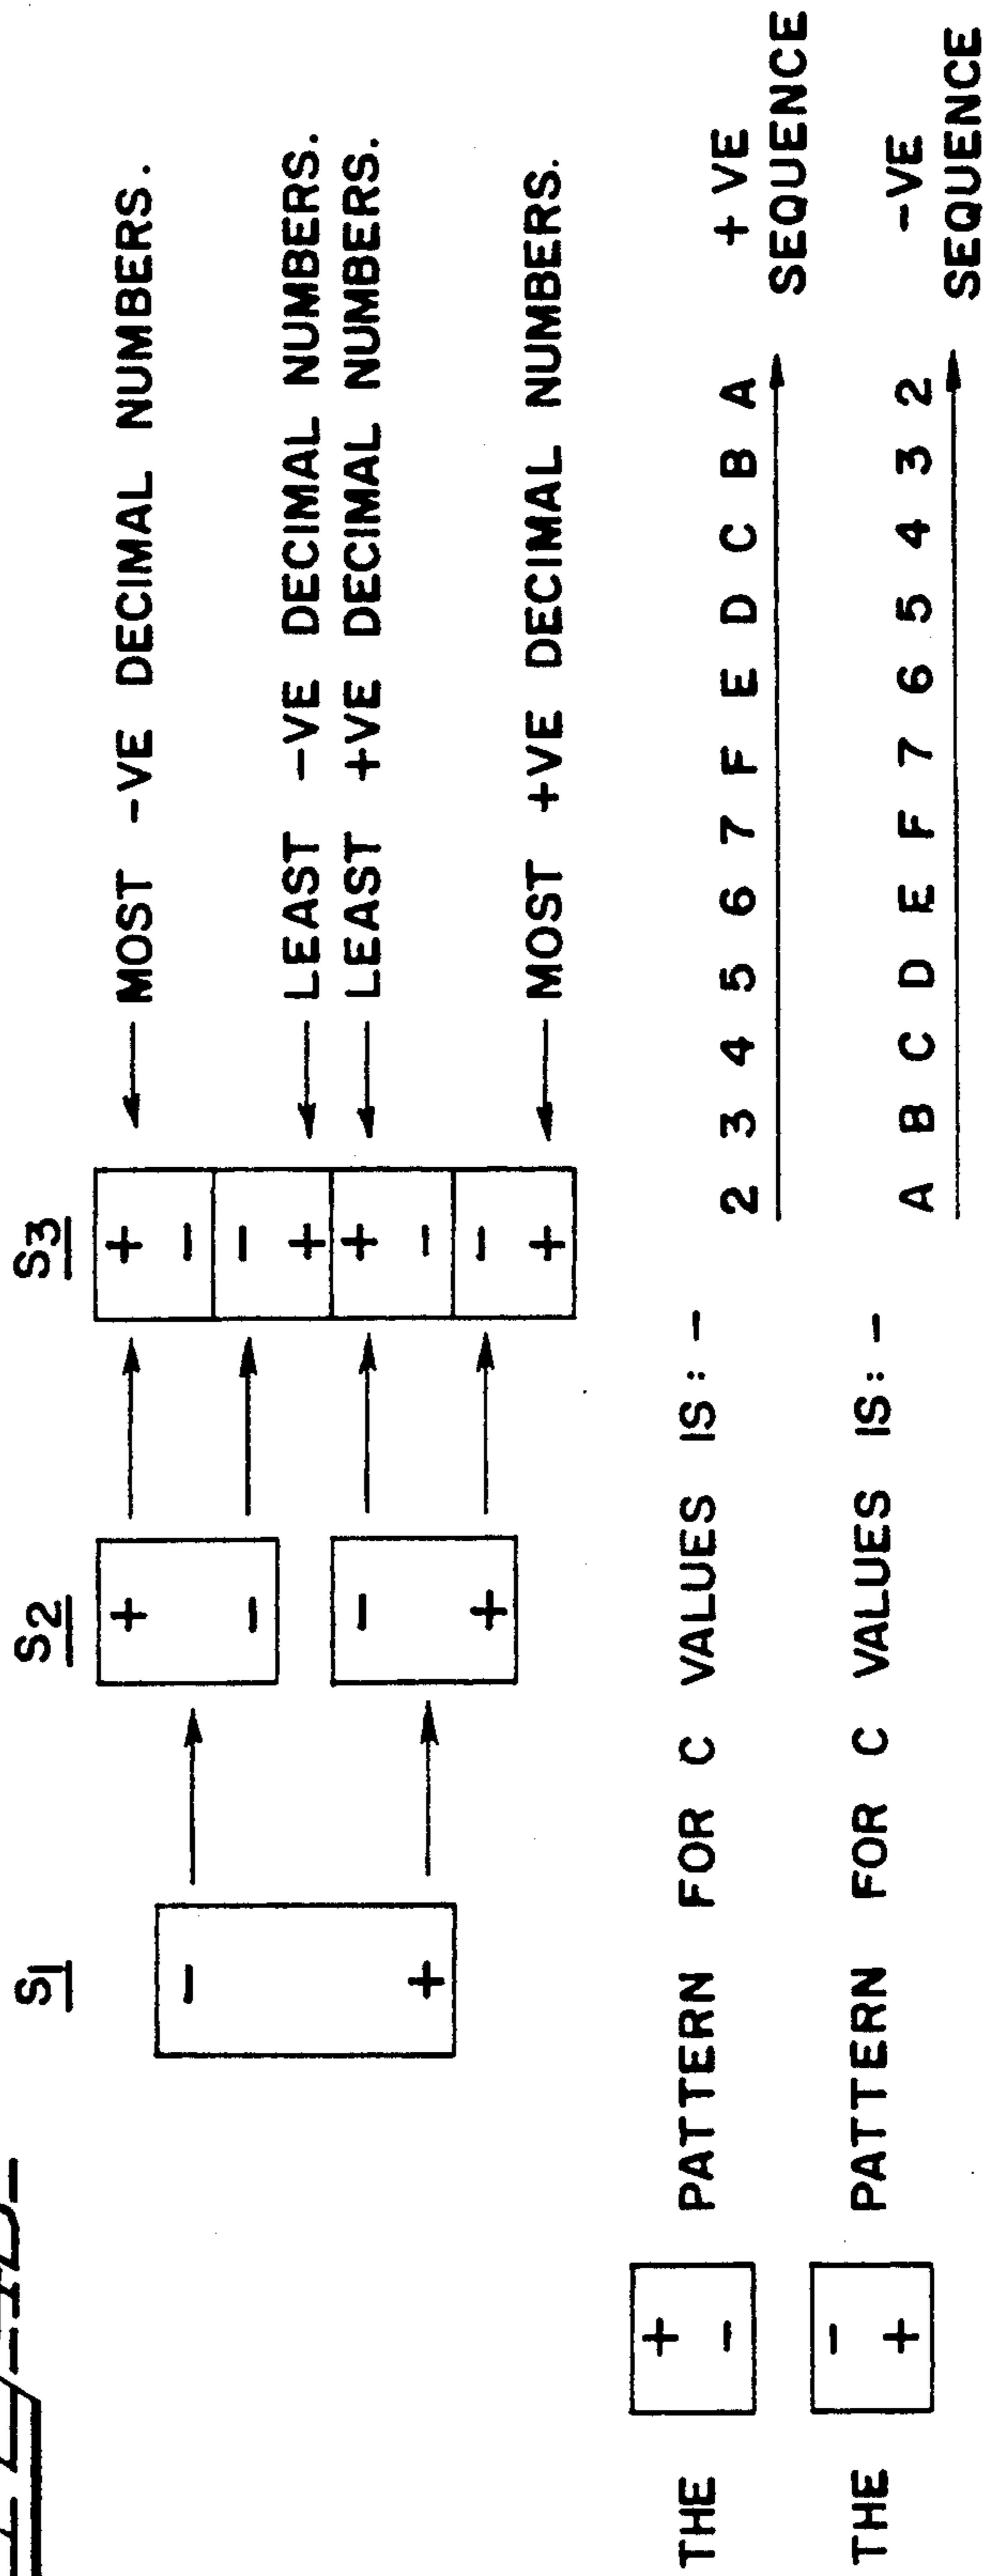 S1 S2 S3
- + + MOST -VE DECIMAL NUMBERS.
-
- -
+ LEAST -VE DECIMAL NUMBERS.
- + LEAST +VE DECIMAL NUMBERS.
-
+ + -
+ MOST +VE DECIMAL NUMBERS.
THE + - PATTERN FOR C VALUES IS:- 2 3 4 5 6 7 F E D C B A +VE SEQUENCE
THE - + PATTERN FOR C VALUES IS:- A B C D E F 7 6 5 4 3 2 -VE SEQUENCE